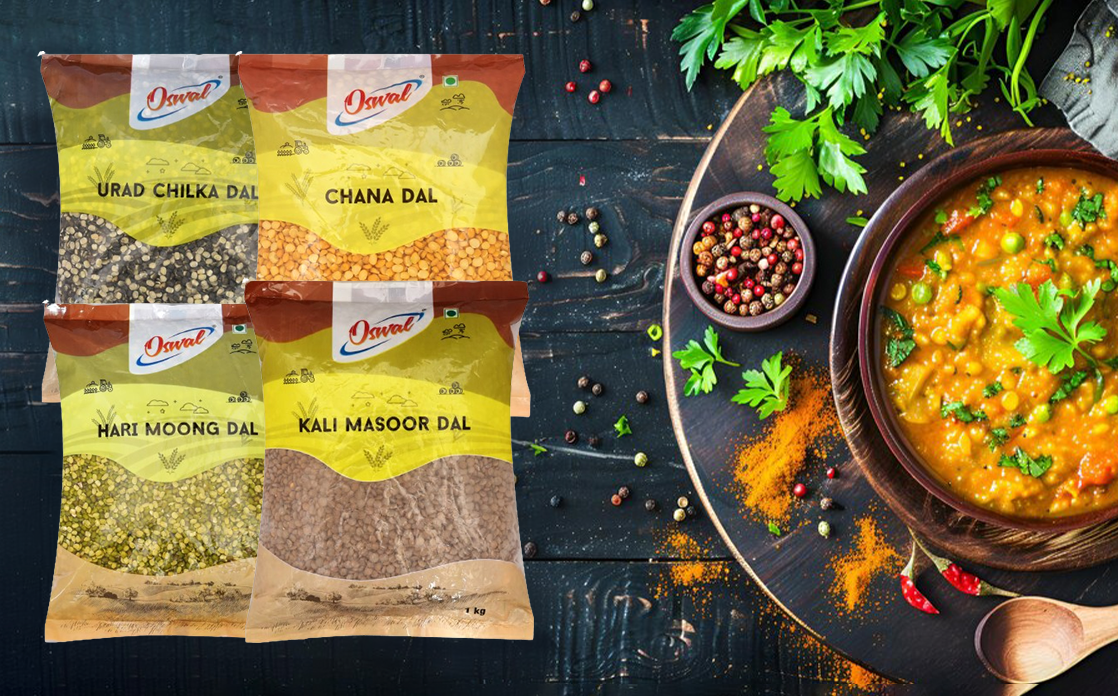 Oswal
URAD CHILKA DAL
Oswal
CHANA DAL
Oswal
HARI MOONG DAL
Oswal
KALI MASOOR DAL
1 kg